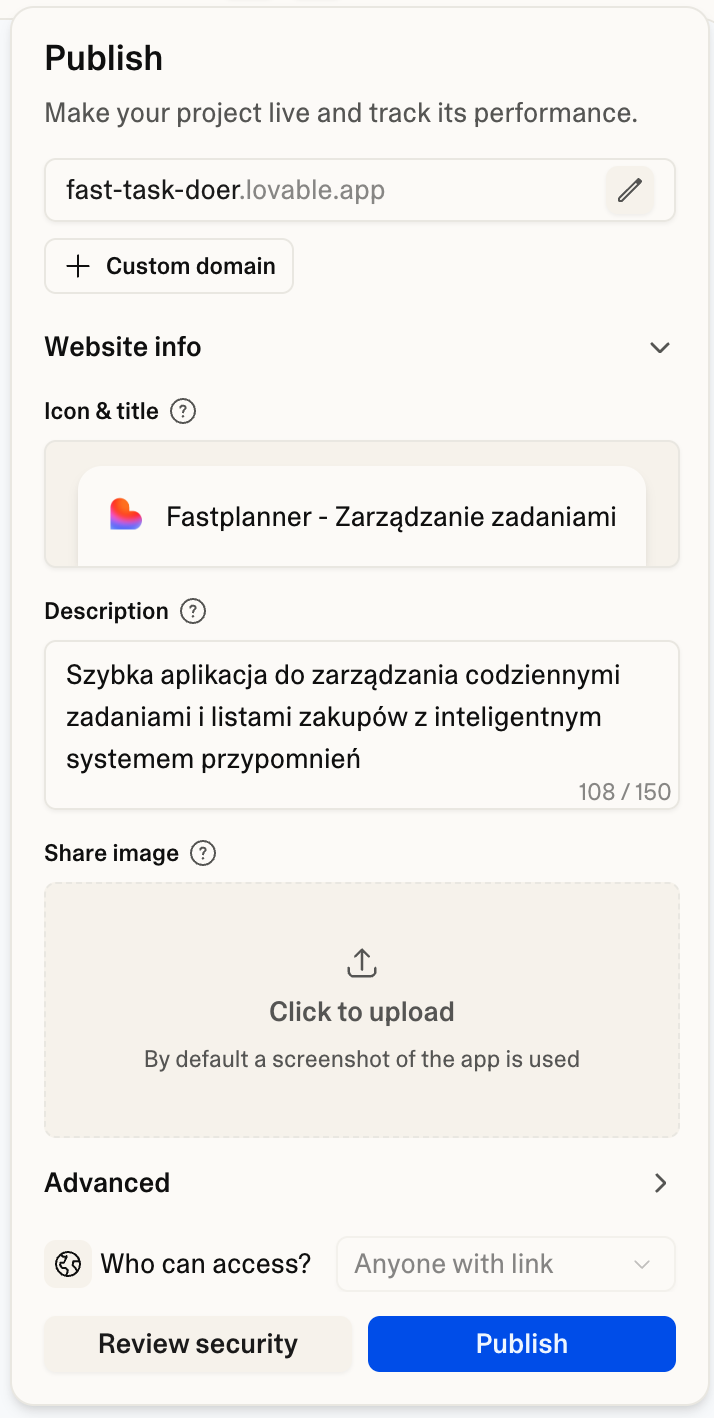 Publish
Make your project live and track its performance.
fast-task-doer.lovable.app
Custom domain
Website info
Icon & title ?
Fastplanner - Zarządzanie zadaniami
Description ?
Szybka aplikacja do zarządzania codziennymi
zadaniami i listami zakupów z inteligentnym
systemem przypomnień
108 / 150
Share image ?
Click to upload
By default a screenshot of the app is used
Advanced
Who can access? Anyone with link
Review security Publish